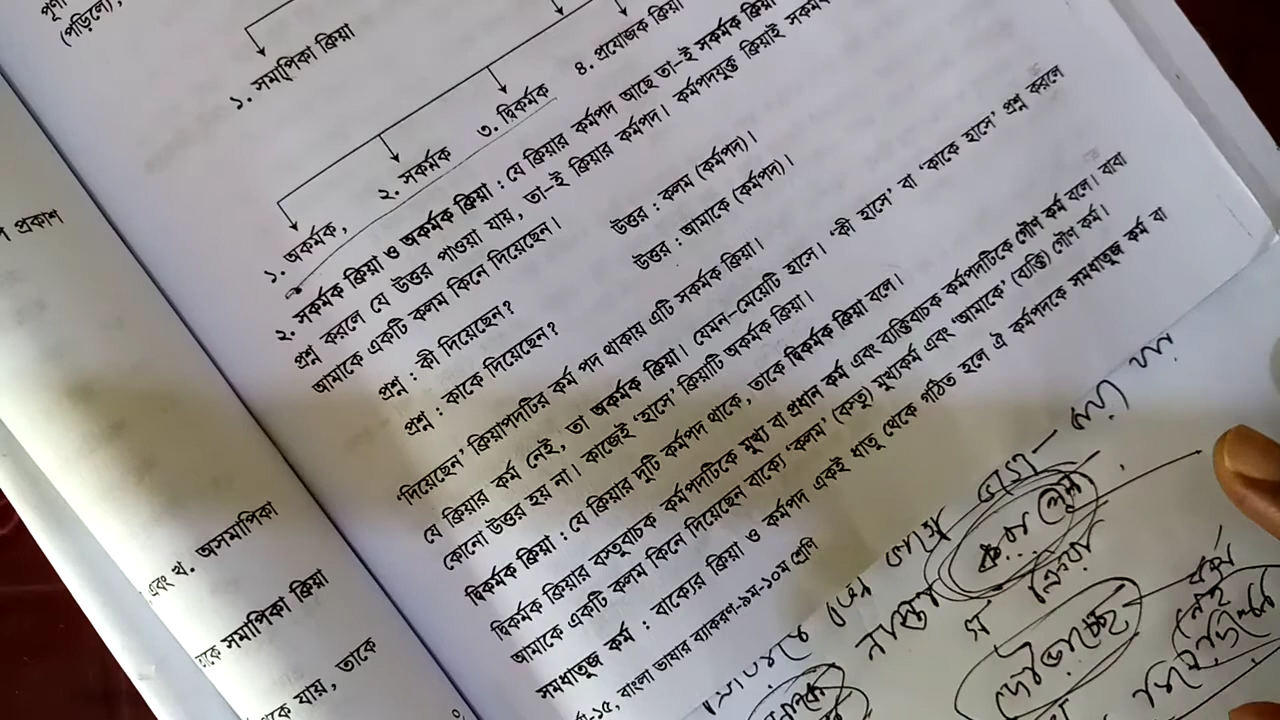 (পড়িলে),
১. সমাপিকা ক্রিয়া
১. অকর্মক,
২. সকর্মক
৩. দ্বিকর্মক
৪. প্রযোজক ক্রিয়া
২. সকর্মক ক্রিয়া ও অকর্মক ক্রিয়া : যে ক্রিয়ার কর্মপদ আছে তা-ই সকর্মক ক্রিয়া
প্রশ্ন করলে যে উত্তর পাওয়া যায়, তা-ই ক্রিয়ার কর্মপদ। কর্মপদযুক্ত ক্রিয়াই সকর্মক
আমাকে একটি কলম কিনে দিয়েছেন।
প্রশ্ন : কী দিয়েছেন? উত্তর : কলম (কর্মপদ)।
প্রশ্ন : কাকে দিয়েছেন? উত্তর : আমাকে (কর্মপদ)।
'দিয়েছেন' ক্রিয়াপদটির কর্ম পদ থাকায় এটি সকর্মক ক্রিয়া।
যে ক্রিয়ার কর্ম নেই, তা অকর্মক ক্রিয়া। যেমন-মেয়েটি হাসে। 'কী হাসে' বা 'কাকে হাসে' প্রশ্ন করলে
কোনো উত্তর হয় না। কাজেই 'হাসে' ক্রিয়াটি অকর্মক ক্রিয়া।
দ্বিকর্মক ক্রিয়া : যে ক্রিয়ার দুটি কর্মপদ থাকে, তাকে দ্বিকর্মক ক্রিয়া বলে।
দ্বিকর্মক ক্রিয়ার বস্তুবাচক কর্মপদটিকে মুখ্য বা প্রধান কর্ম এবং ব্যক্তিবাচক কর্মপদটিকে গৌণ কর্ম বলে। বাবা
আমাকে একটি কলম কিনে দিয়েছেন বাক্যে 'কলম' (বস্তু) মুখ্যকর্ম এবং 'আমাকে' (ব্যক্তি) গৌণ কর্ম।
সমধাতুজ কর্ম : বাক্যের ক্রিয়া ও কর্মপদ একই ধাতু থেকে গঠিত হলে ঐ কর্মপদকে সমধাতুজ কর্ম বা
-১৫, বাংলা ভাষার ব্যাকরণ-৯ম-১০ম শ্রেণি
প্রকাশ
এবং খ. অসমাপিকা
তাকে সমাপিকা ক্রিয়া
যায়, তাকে
ক্রিয়া